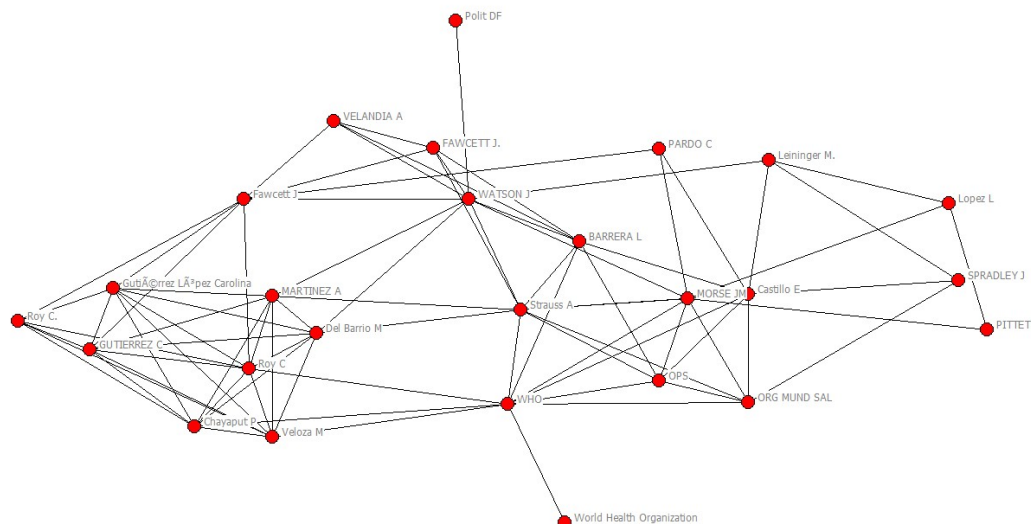 Polit DF
VELANDIA A
FAWCETT J.
PARDO C
Leininger M.
Fawcett J
WATSON J
Lopez L
BARRERA L
SPRADLEY J
GutiÃ©rrez LÃ³pez Carolina
MARTINEZ A
MORSE JM
Castillo E
Strauss A
Roy C.
Del Barrio M
PITTET
GUTIERREZ C
Roy C
OPS
WHO
ORG MUND SAL
Chayaput P
Veloza M
World Health Organization